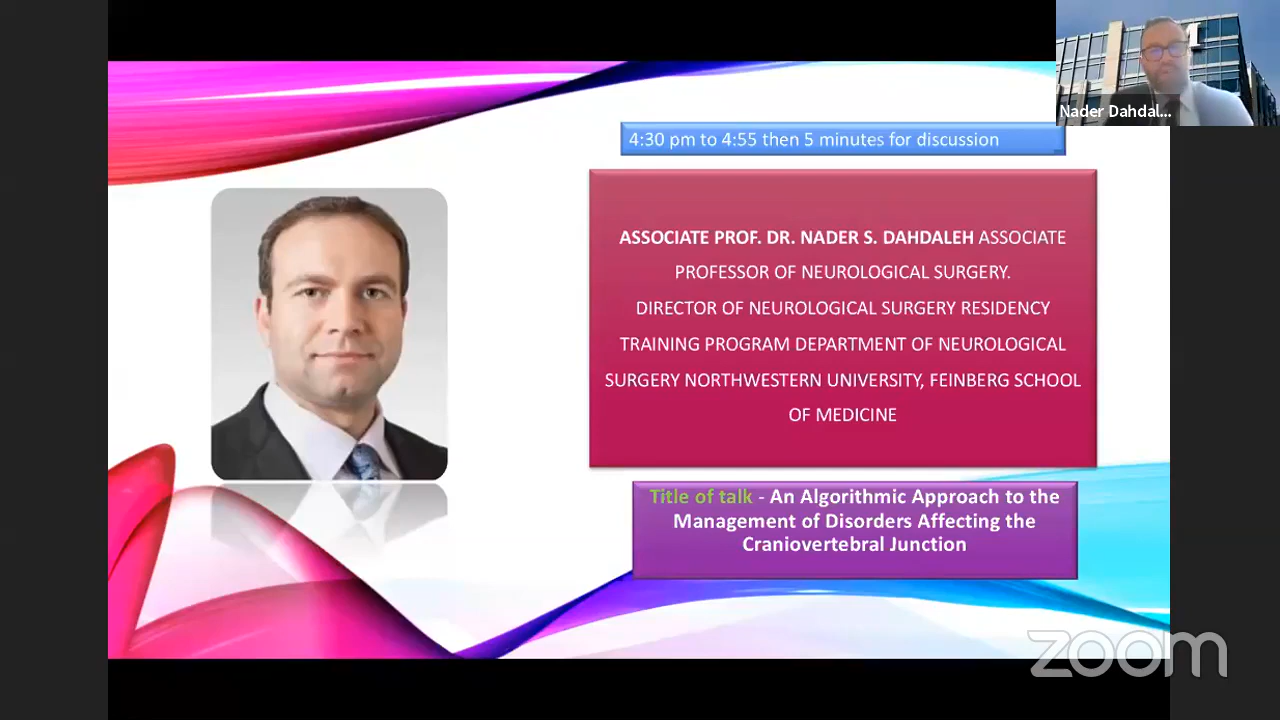 Nader Dahdal...
4:30 pm to 4:55 then 5 minutes for discussion
ASSOCIATE PROF. DR. NADER S. DAHDALEH ASSOCIATE
PROFESSOR OF NEUROLOGICAL SURGERY.
DIRECTOR OF NEUROLOGICAL SURGERY RESIDENCY
TRAINING PROGRAM DEPARTMENT OF NEUROLOGICAL
SURGERY NORTHWESTERN UNIVERSITY, FEINBERG SCHOOL
OF MEDICINE
Title of talk - An Algorithmic Approach to the
Management of Disorders Affecting the
Craniovertebral Junction
zoom